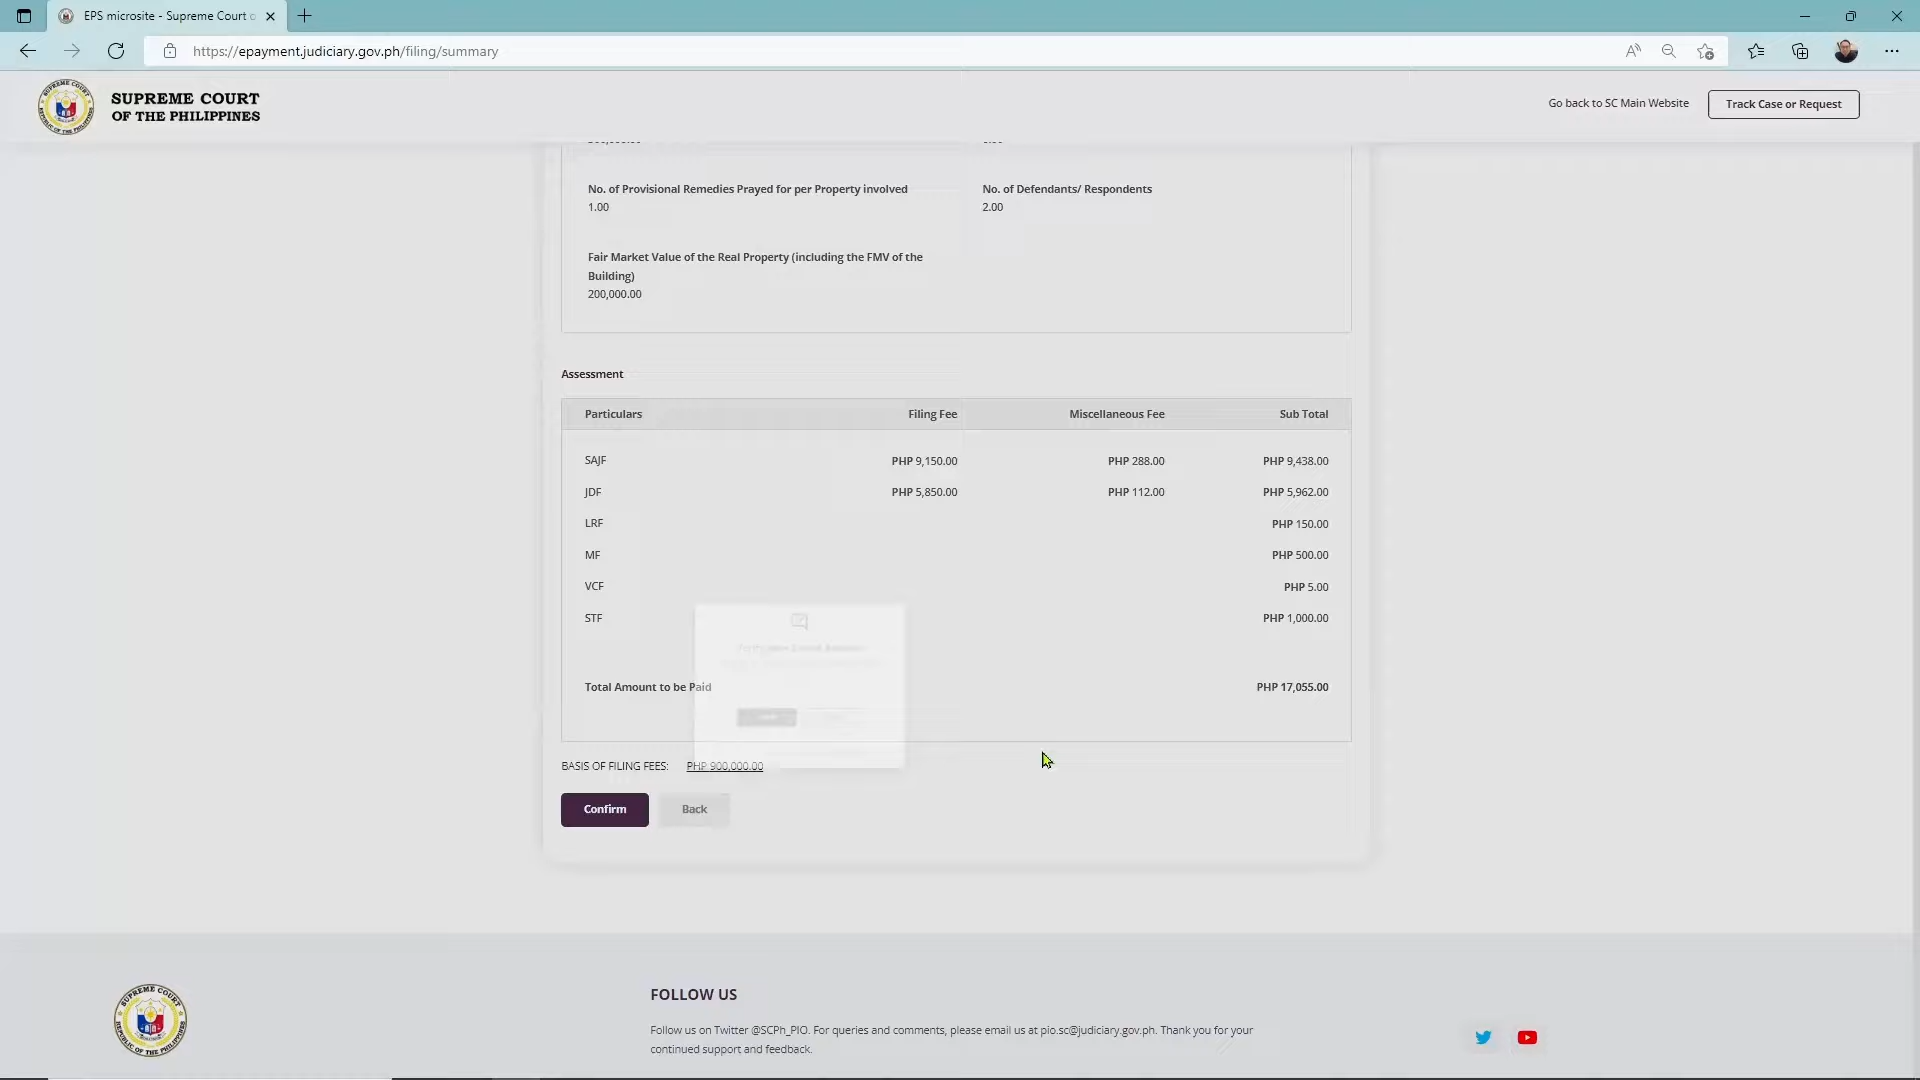 EPS microsite - Supreme Court o
https://epayment.judiciary.gov.ph/filing/summary
SUPREME COURT
OF THE PHILIPPINES
Go back to SC Main Website
Track Case or Request
No. of Provisional Remedies Prayed for per Property involved
1.00
No. of Defendants/ Respondents
2.00
Fair Market Value of the Real Property (including the FMV of the
Building)
200,000.00
Assessment
Particulars Filing Fee Miscellaneous Fee Sub Total
SAJF PHP 9,150.00 PHP 288.00 PHP 9,438.00
JDF PHP 5,850.00 PHP 112.00 PHP 5,962.00
LRF PHP 150.00
MF PHP 500.00
VCF PHP 5.00
STF PHP 1,000.00
Total Amount to be Paid PHP 17,055.00
BASIS OF FILING FEES: PHP 900,000.00
Confirm Back
FOLLOW US
Follow us on Twitter @SCPh_PIO. For queries and comments, please email us at pio.sc@judiciary.gov.ph. Thank you for your
continued support and feedback.